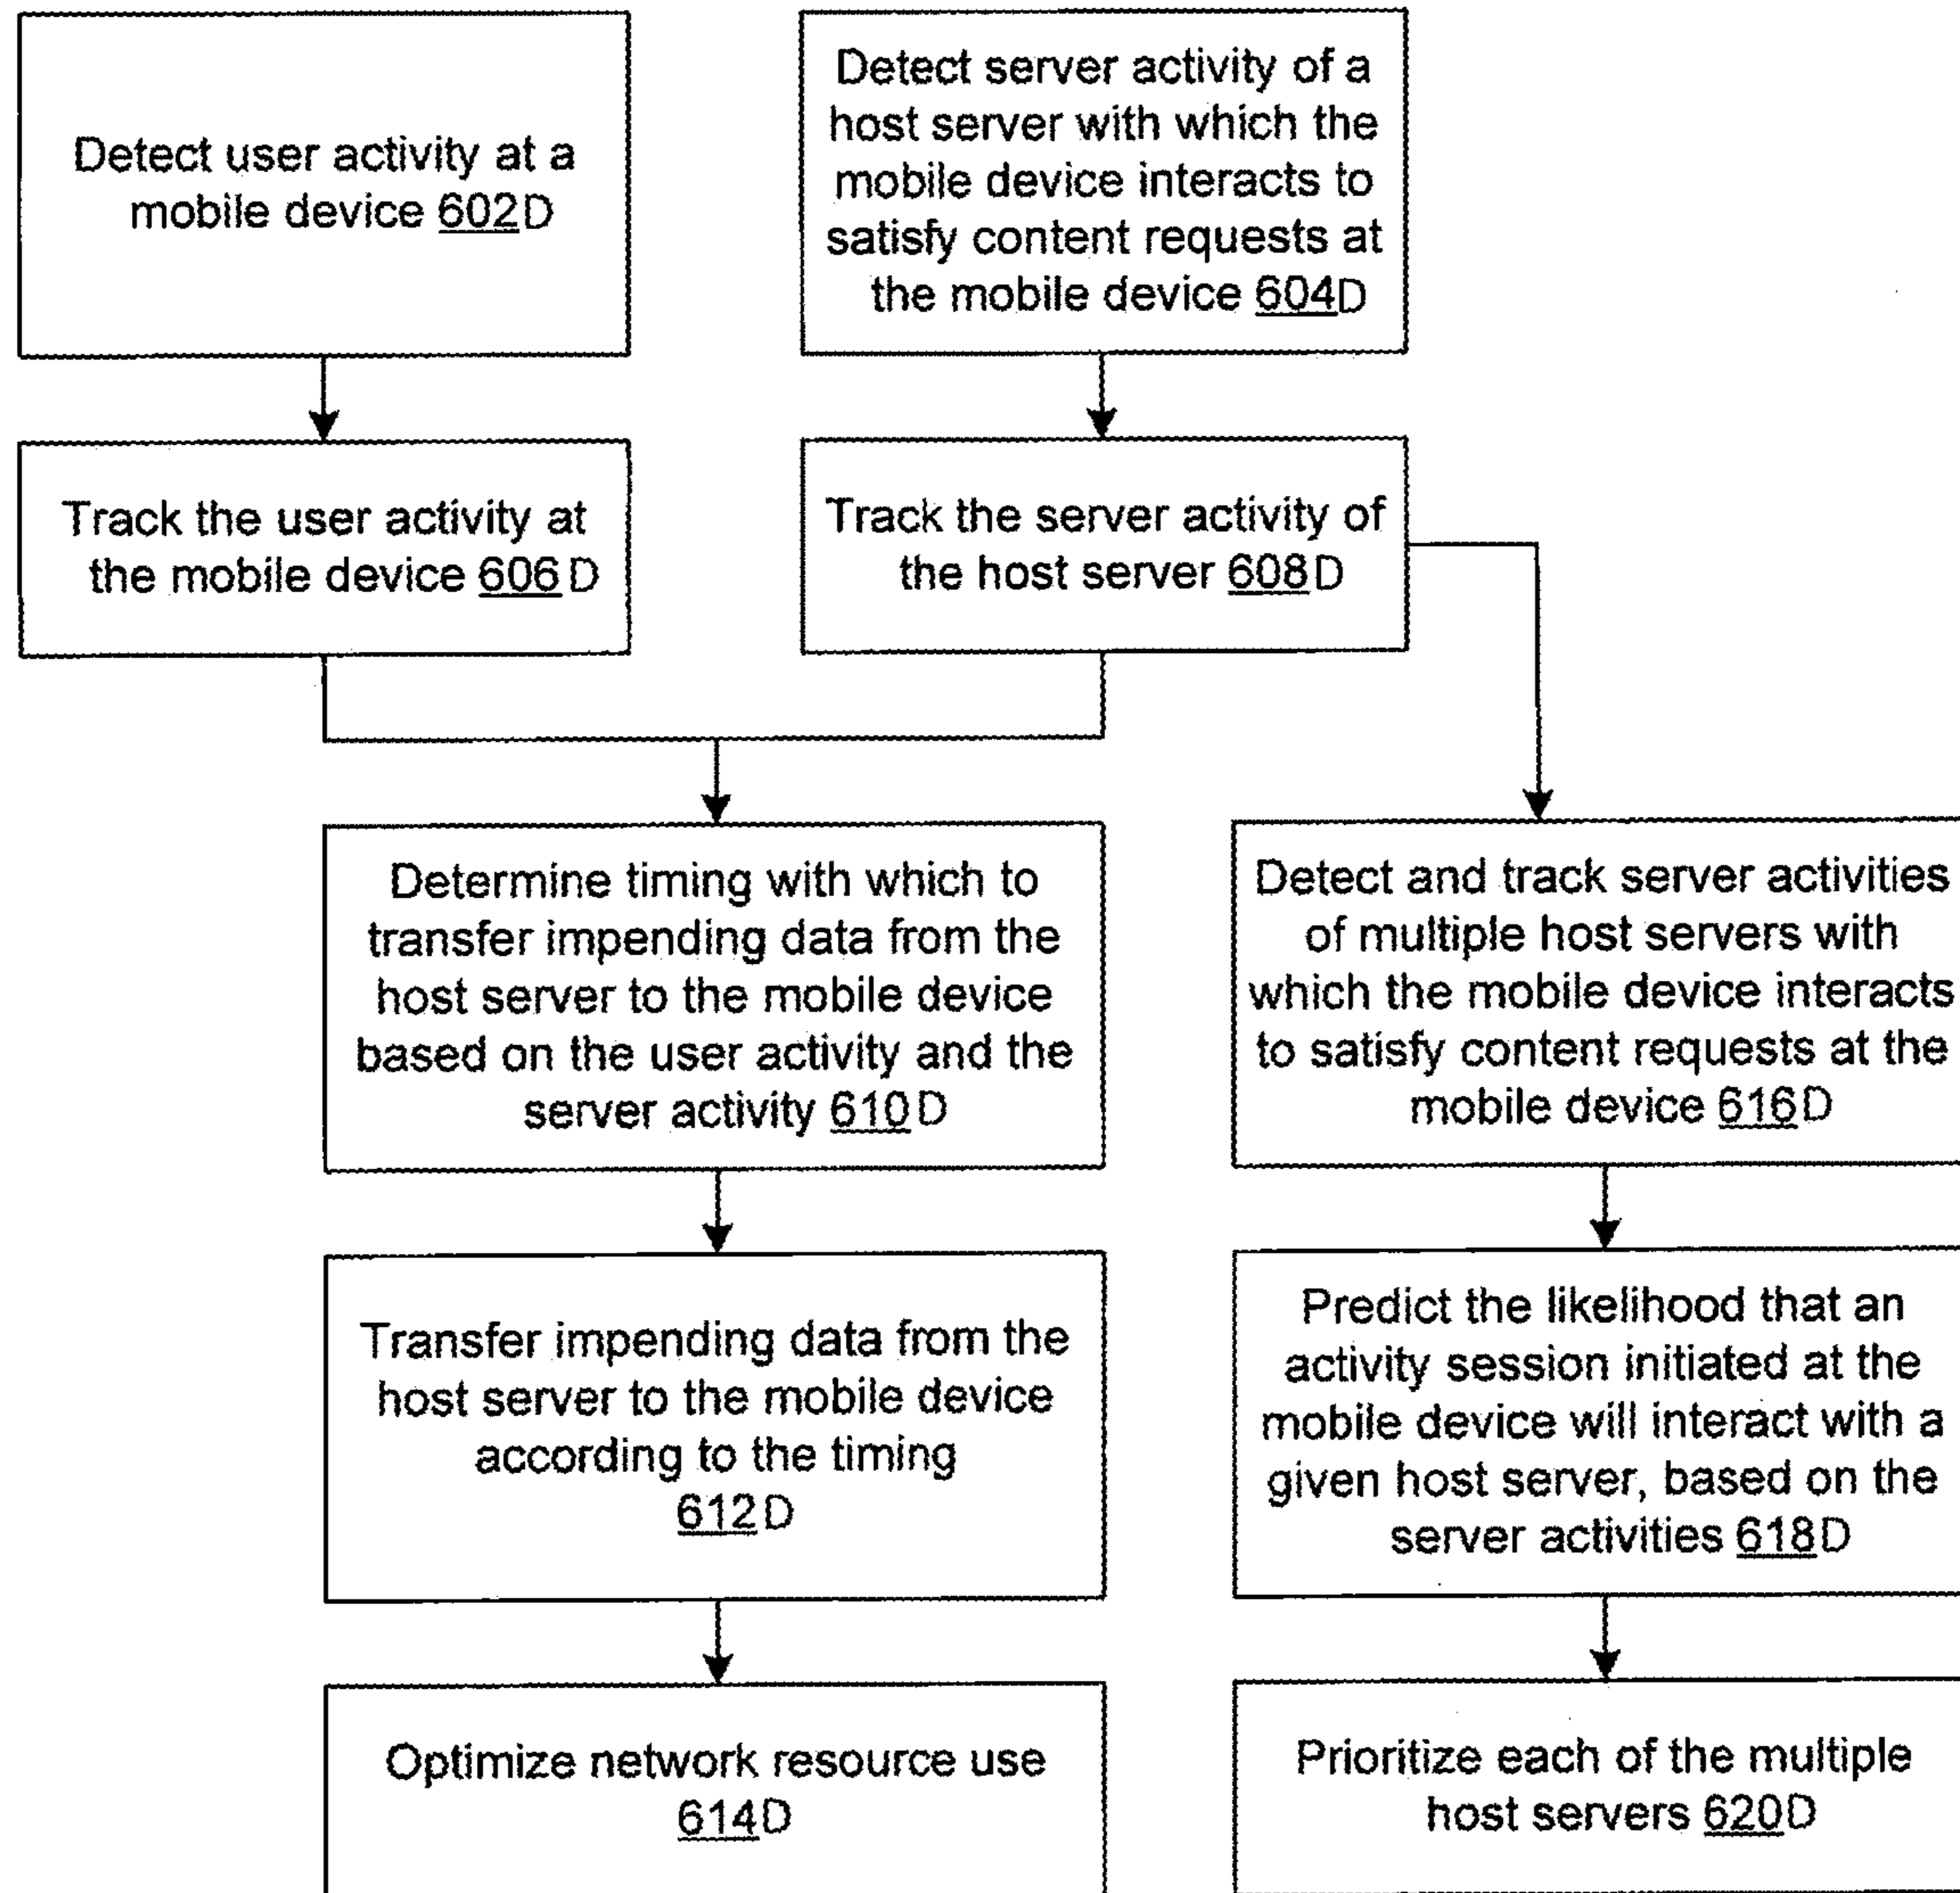 Detect user activity at a
mobile device 602D
Detect server activity of a
host server with which the
mobile device interacts to
satisfy content requests at
the mobile device 604D
Track the user activity at
the mobile device 606D
Track the server activity of
the host server 608D
Determine timing with which to
transfer impending data from the
host server to the mobile device
based on the user activity and the
server activity 610D
Detect and track server activities
of multiple host servers with
which the mobile device interacts
to satisfy content requests at the
mobile device 616D
Transfer impending data from the
host server to the mobile device
according to the timing
612D
Predict the likelihood that an
activity session initiated at the
mobile device will interact with a
given host server, based on the
server activities 618D
Optimize network resource use
614D
Prioritize each of the multiple
host servers 620D